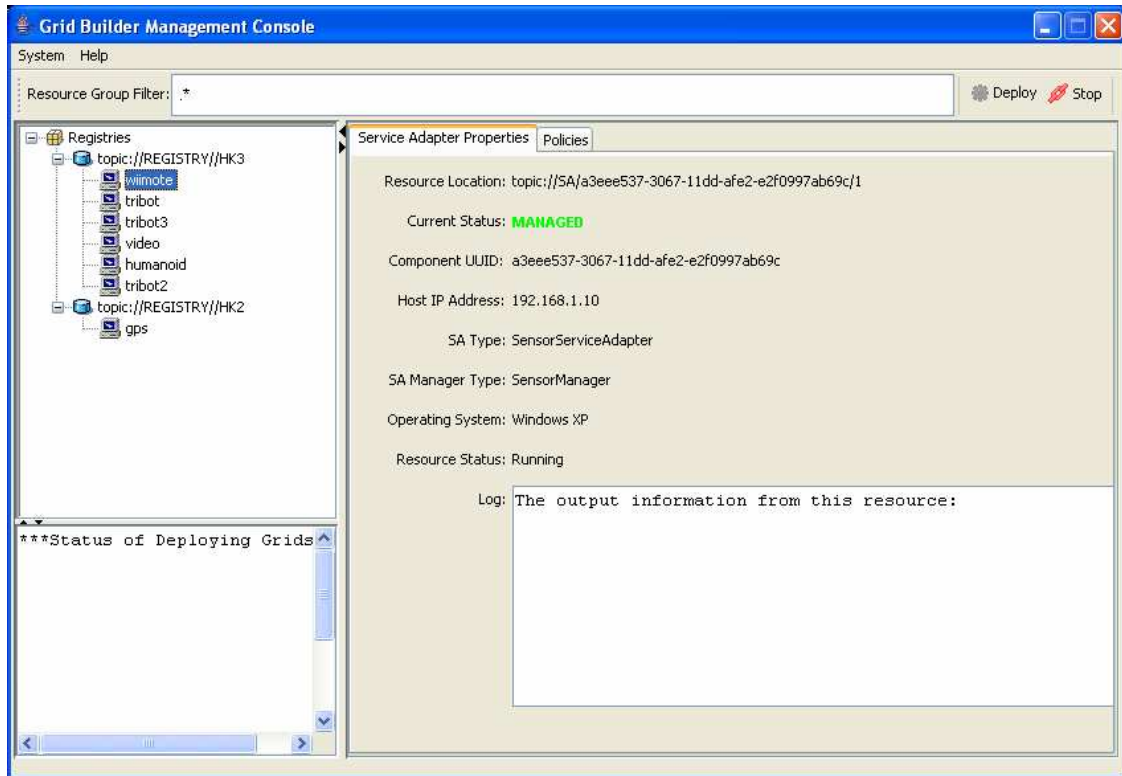 Grid Builder Management Console
System Help
Resource Group Filter: .*
Deploy Stop
Registries
topic://REGISTRY//HK3
wiimote
tribot
tribot3
video
humanoid
tribot2
topic://REGISTRY//HK2
gps
***Status of Deploying Grids
Service Adapter Properties Policies
Resource Location: topic://SA/a3eee537-3067-11dd-afe2-e2f0997ab69c/1
Current Status: MANAGED
Component UUID: a3eee537-3067-11dd-afe2-e2f0997ab69c
Host IP Address: 192.168.1.10
SA Type: SensorServiceAdapter
SA Manager Type: SensorManager
Operating System: Windows XP
Resource Status: Running
Log: The output information from this resource: